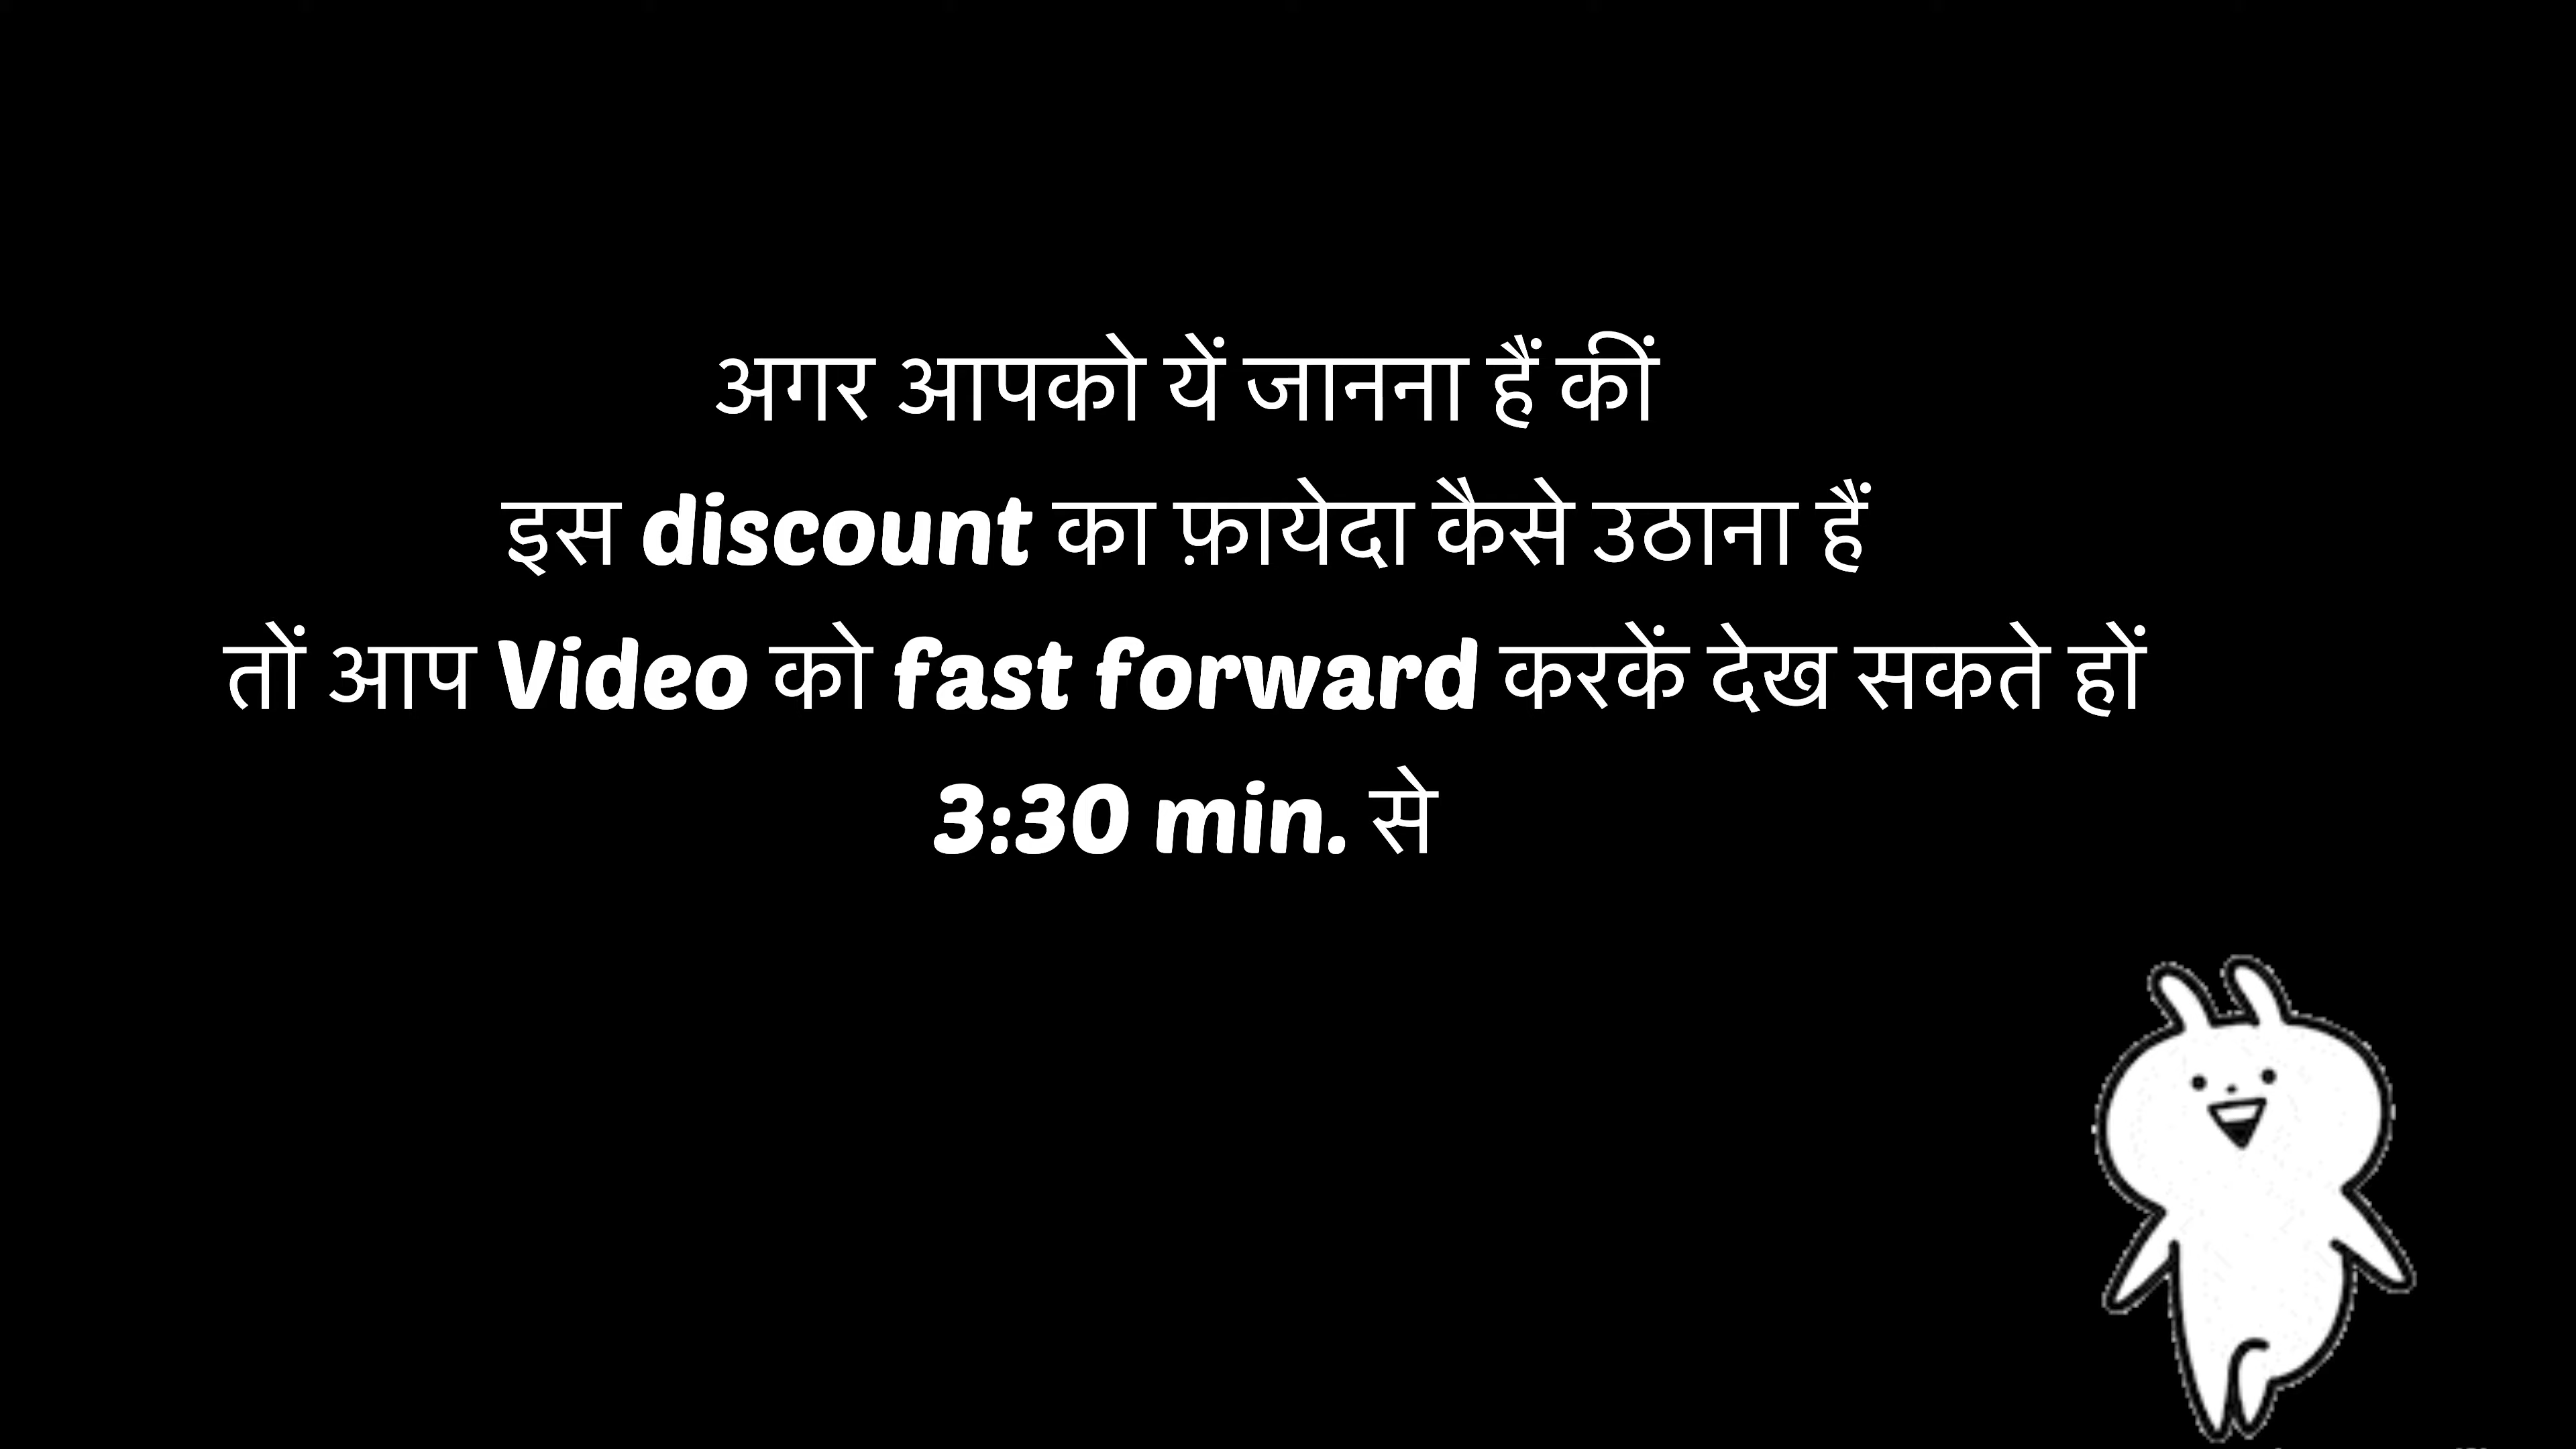 अगर आपको यें जानना हैं कीं
इस discount का फ़ायेदा कैसे उठाना हैं
तों आप Video को fast forward करकें देख सकते हों
3:30 min. से